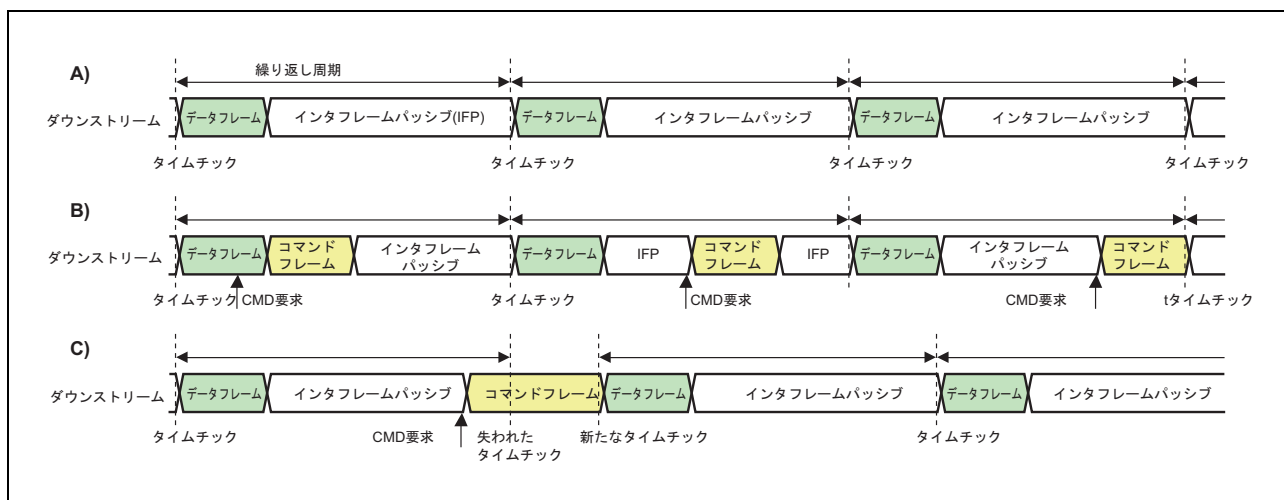 A)
繰り返し周期
ダウンストリーム
データフレーム
インタフレームパッシブ(IFP)
データフレーム
インタフレームパッシブ
データフレーム
インタフレームパッシブ
タイムチック
タイムチック
タイムチック
タイムチック
B)
ダウンストリーム
データフレーム
コマンド
フレーム
インタフレーム
パッシブ
データフレーム
IFP
コマンド
フレーム
IFP
データフレーム
インタフレーム
パッシブ
コマンド
フレーム
タイムチック
CMD要求
タイムチック
CMD要求
CMD要求
tタイムチック
C)
ダウンストリーム
データフレーム
インタフレームパッシブ
コマンドフレーム
データフレーム
インタフレームパッシブ
データフレーム
インタフレームパッシブ
タイムチック
CMD要求
失われた
タイムチック
新たなタイムチック
タイムチック